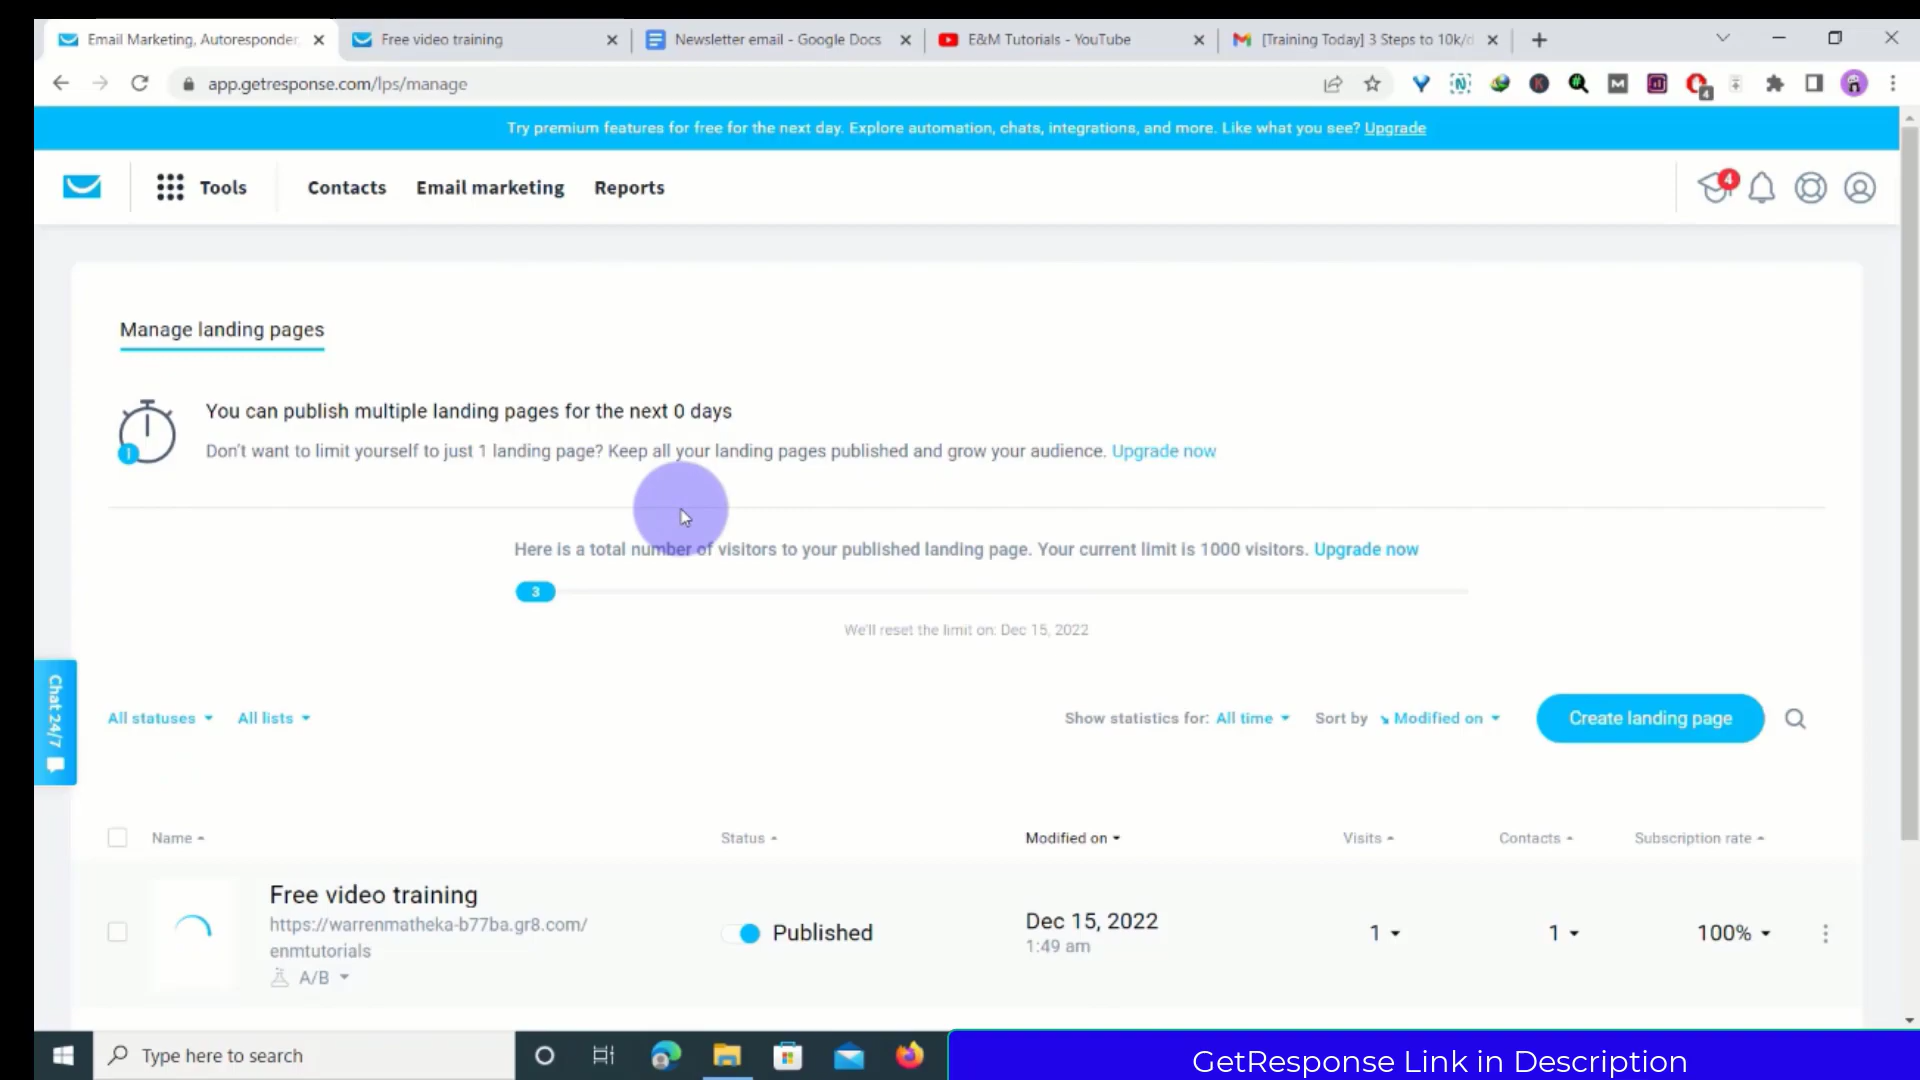 Email Marketing, Autoresponder,
Free video training
Newsletter email - Google Docs
E&M Tutorials - YouTube
[Training Today] 3 Steps to 10k/d
app.getresponse.com/lps/manage
4
Try premium features for free for the next day. Explore automation, chats, integrations, and more. Like what you see? Upgrade
Tools
Contacts
Email marketing
Reports
4
Manage landing pages
You can publish multiple landing pages for the next 0 days
Don't want to limit yourself to just 1 landing page? Keep all your landing pages published and grow your audience. Upgrade now
Here is a total number of visitors to your published landing page. Your current limit is 1000 visitors. Upgrade now
3
We'll reset the limit on: Dec 15, 2022
Chat 24/7
All statuses
All lists
Show statistics for: All time
Sort by Modified on
Create landing page
Name
Status
Modified on
Visits
Contacts
Subscription rate
Free video training
https://warrenmatheka-b77ba.gr8.com/
enmtutorials
A/B
Published
Dec 15, 2022
1:49 am
1
1
100%
Type here to search
GetResponse Link in Description